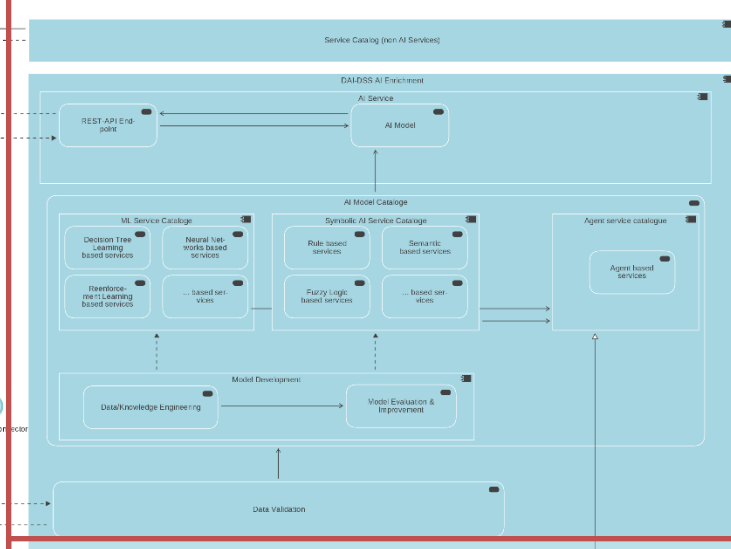 Service Catalog (non AI Services)
DAI-DSS AI Enrichment
AI Service
REST-API End-
point
AI Model
AI Model Cataloge
ML Service Cataloge
Decision Tree
Learning
based services
Neural Net-
works based
services
Reenforce-
ment Learning
based services
... based ser-
vices
Symbolic AI Service Cataloge
Rule based
services
Semantic
based services
Fuzzy Logic
based services
... based ser-
vices
Agent service catalogue
Agent based
services
Model Development
Data/Knowledge Engineering
Model Evaluation &
Improvement
Data Validation